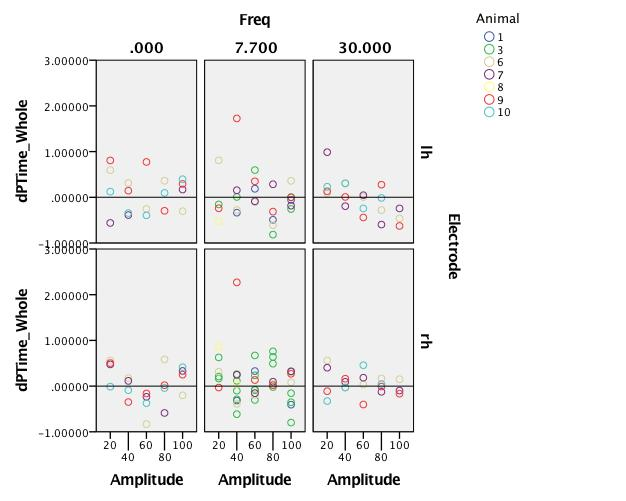 Freq
.000 7.700 30.000
Animal
1
3
6
7
8
9
10
3.00000
2.00000
1.00000
.00000
-1.00000
dPTime_Whole
lh
3.00000
2.00000
1.00000
.00000
-1.00000
dPTime_Whole
rh
Electrode
20 60 100 20 60 100 20 60 100
40 80 40 80 40 80
Amplitude Amplitude Amplitude